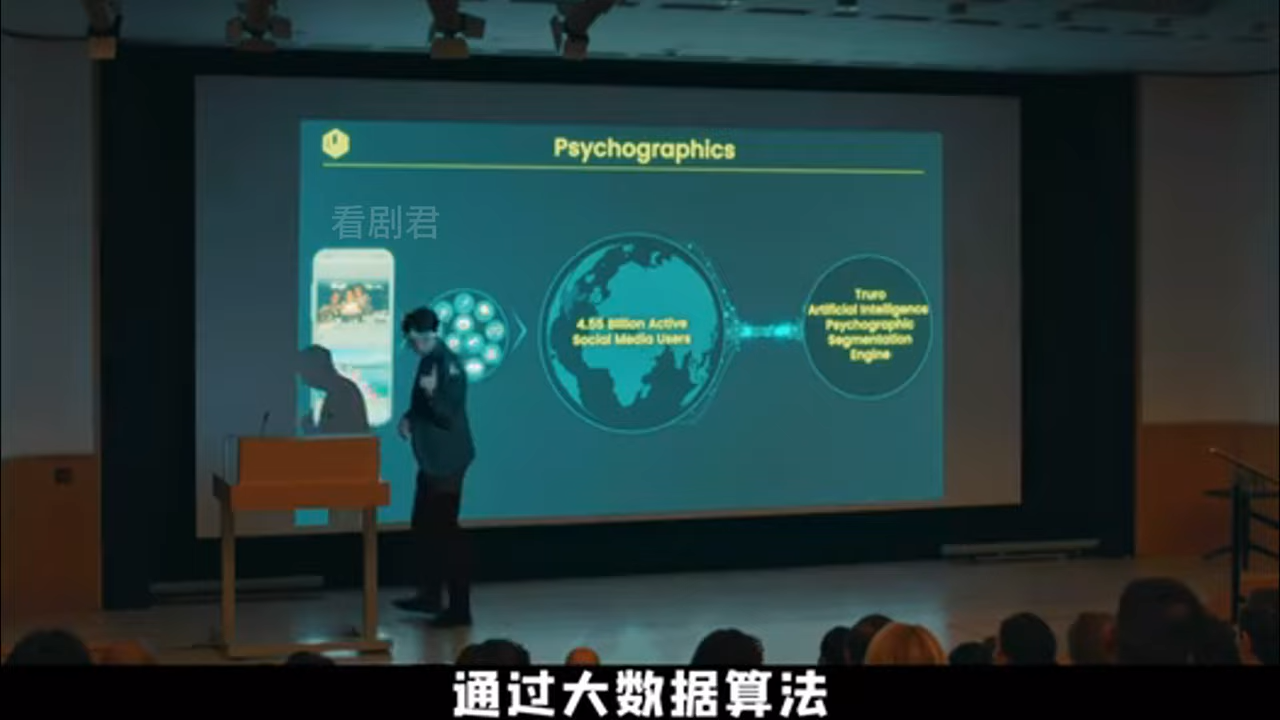 Psychographics
看剧君
4.55 Billion Active
Social Media Users
Truro
Artificial Intelligence
Psychographic
Segmentation
Engine
通过大数据算法